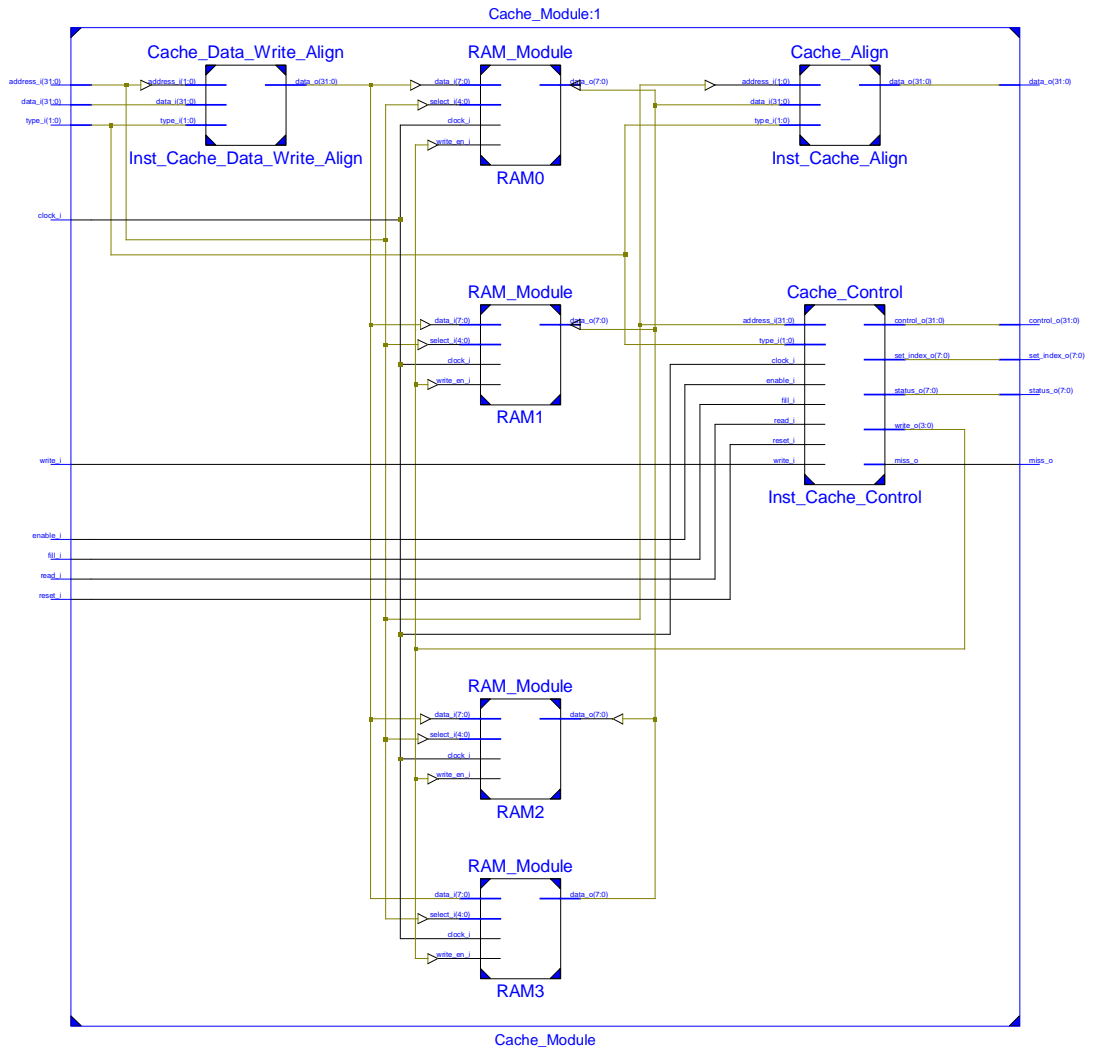 Cache_Module:1
Cache_Data_Write_Align
address_i(31:0)
data_i(31:0)
type_i(1:0)
address_i(1:0)
data_i(31:0)
type_i(1:0)
data_o(31:0)
Inst_Cache_Data_Write_Align
RAM_Module
data_i(7:0)
select_i(4:0)
clock_i
write_en_i
data_o(7:0)
RAM0
Cache_Align
address_i(1:0)
data_i(31:0)
type_i(1:0)
data_o(31:0)
data_o(31:0)
Inst_Cache_Align
clock_i
RAM_Module
data_i(7:0)
select_i(4:0)
clock_i
write_en_i
data_o(7:0)
RAM1
Cache_Control
address_i(31:0)
type_i(1:0)
clock_i
enable_i
fill_i
read_i
reset_i
write_i
control_o(31:0)
set_index_o(7:0)
status_o(7:0)
write_o(3:0)
miss_o
control_o(31:0)
set_index_o(7:0)
status_o(7:0)
miss_o
Inst_Cache_Control
write_i
enable_i
fill_i
read_i
reset_i
RAM_Module
data_i(7:0)
select_i(4:0)
clock_i
write_en_i
data_o(7:0)
RAM2
RAM_Module
data_i(7:0)
select_i(4:0)
clock_i
write_en_i
data_o(7:0)
RAM3
Cache_Module